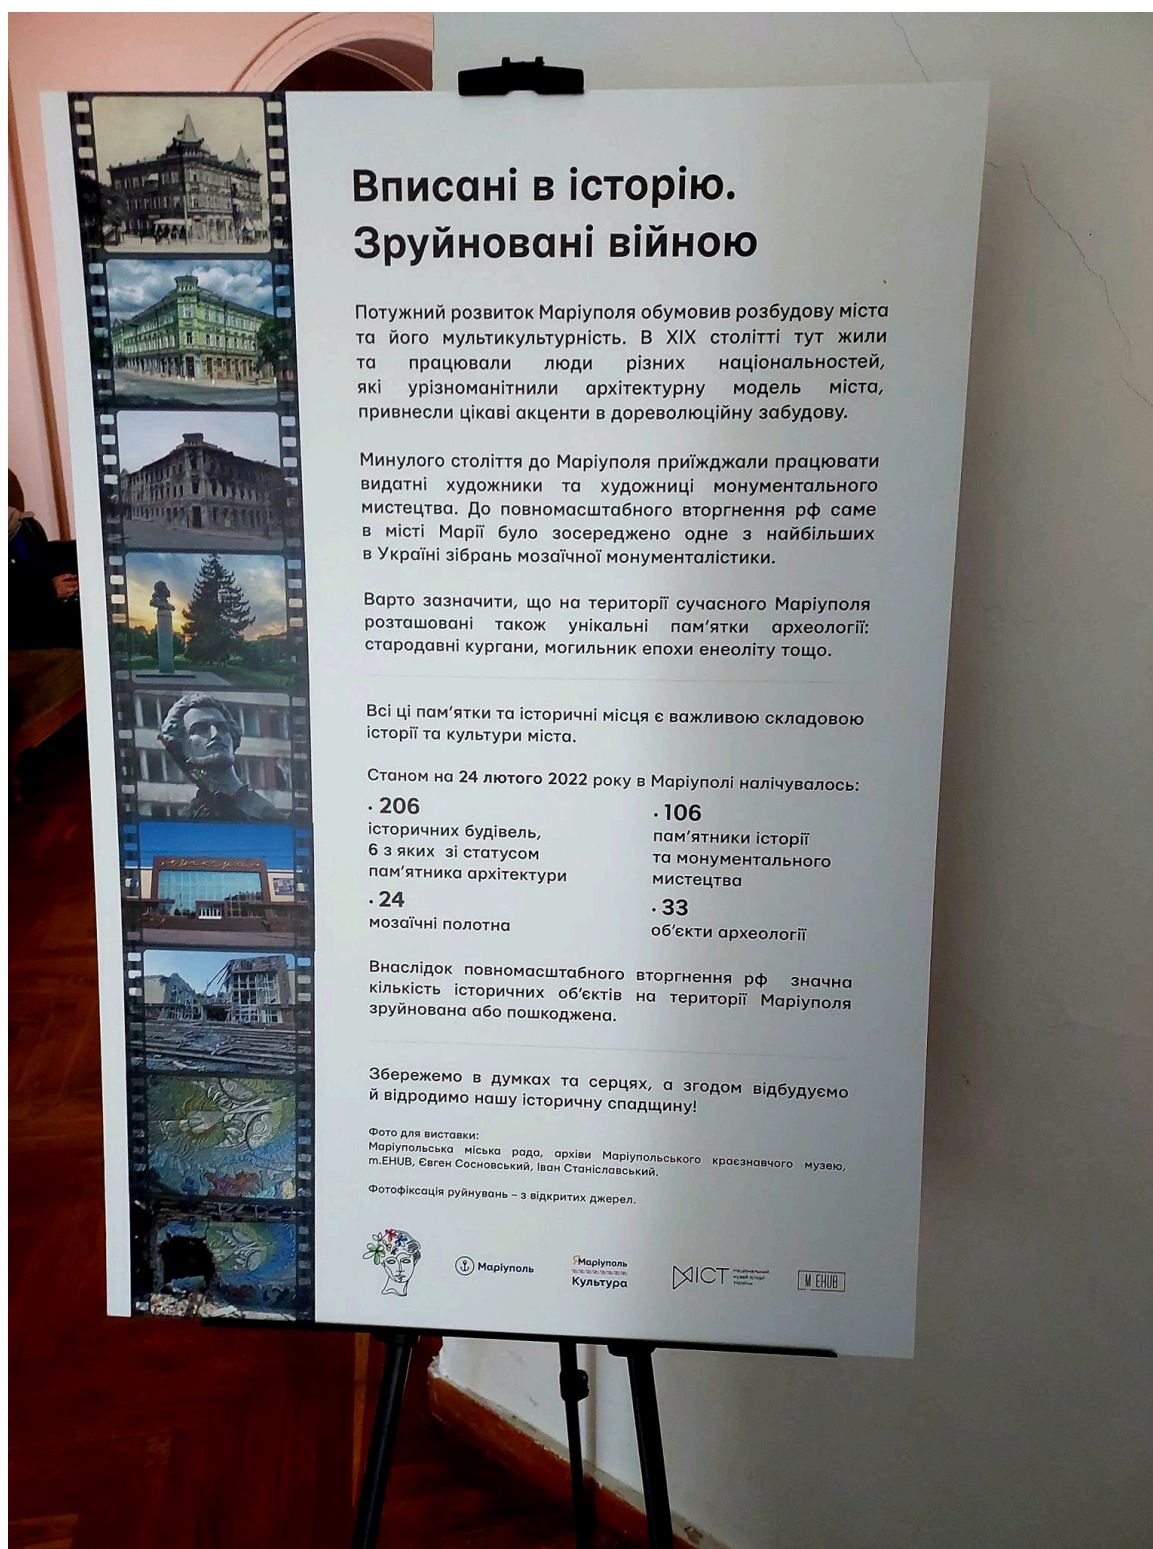 Вписані в історію.
Зруйновані війною
Потужний розвиток Маріуполя обумовив розбудову міста
та його мультикультурність. В XIX столітті тут жили
та працювали люди різних національностей,
які урізноманітнили архітектурну модель міста,
привнесли цікаві акценти в дореволюційну забудову.
Минулого століття до Маріуполя приїжджали працювати
видатні художники та художниці монументального
мистецтва. До повномасштабного вторгнення рф саме
в місті Марії було зосереджено одне з найбільших
в Україні зібрань мозаїчної монументалістики.
Варто зазначити, що на території сучасного Маріуполя
розташовані також унікальні пам'ятки археології:
стародавні кургани, могильник епохи енеоліту тощо.
Всі ці пам'ятки та історичні місця є важливою складовою
історії та культури міста.
Станом на 24 лютого 2022 року в Маріуполі налічувалось:
· 206
історичних будівель,
6 з яких зі статусом
пам'ятника архітектури
· 24
мозаїчні полотна
· 106
пам'ятники історії
та монументального
мистецтва
· 33
об'єкти археології
Внаслідок повномасштабного вторгнення рф значна
кількість історичних об'єктів на території Маріуполя
зруйнована або пошкоджена.
Збережемо в думках та серцях, а згодом відбудуємо
й відродимо нашу історичну спадщину!
Фото для виставки:
Маріупольська міська рада, архіви Маріупольського краєзнавчого музею,
m.EHUB, Євген Сосновський, Іван Станіславський.
Фотофіксація руйнувань – з відкритих джерел.
Маріуполь
ЯМаріуполь
Культура
МІСТ
Національний
музей історії
України
M EHUB